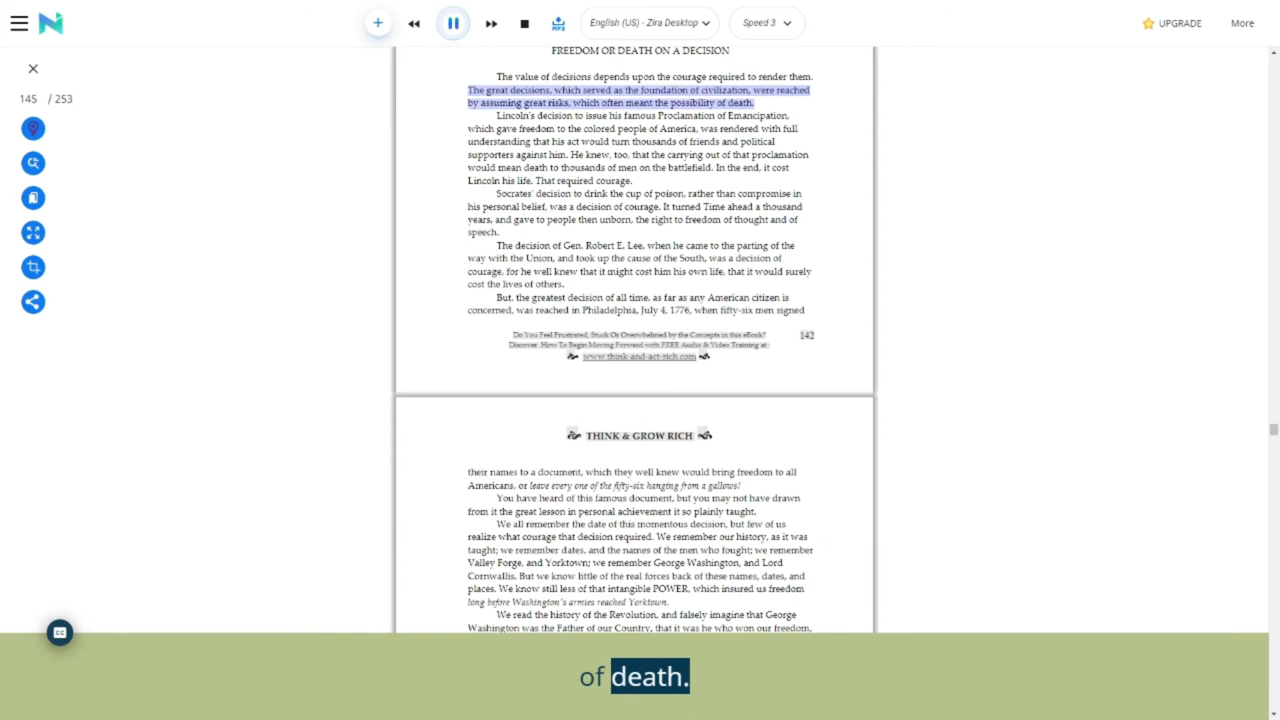 English (US) - Zira Desktop
Speed 3
UPGRADE
More
145 / 253
FREEDOM OR DEATH ON A DECISION
The value of decisions depends upon the courage required to render them.
The great decisions, which served as the foundation of civilization, were reached
by assuming great risks, which often meant the possibility of death.
Lincoln's decision to issue his famous Proclamation of Emancipation,
which gave freedom to the colored people of America, was rendered with full
understanding that his act would turn thousands of friends and political
supporters against him. He knew, too, that the carrying out of that proclamation
would mean death to thousands of men on the battlefield. In the end, it cost
Lincoln his life. That required courage.
Socrates' decision to drink the cup of poison, rather than compromise in
his personal belief, was a decision of courage. It turned Time ahead a thousand
years, and gave to people then unborn, the right to freedom of thought and of
speech.
The decision of Gen. Robert E. Lee, when he came to the parting of the
way with the Union, and took up the cause of the South, was a decision of
courage, for he well knew that it might cost him his own life, that it would surely
cost the lives of others.
But, the greatest decision of all time, as far as any American citizen is
concerned, was reached in Philadelphia, July 4, 1776, when fifty-six men signed
Do You Feel Frustrated, Stuck Or Overwhelmed by the Concepts in this eBook?
142
Discover How To Begin Moving Forward with FREE Audio & Video Training at:
www.think-and-act-rich.com
THINK & GROW RICH
their names to a document, which they well knew would bring freedom to all
Americans, or leave every one of the fifty-six hanging from a gallows!
You have heard of this famous document, but you may not have drawn
from it the great lesson in personal achievement it so plainly taught.
We all remember the date of this momentous decision, but few of us
realize what courage that decision required. We remember our history, as it was
taught; we remember dates, and the names of the men who fought; we remember
Valley Forge, and Yorktown; we remember George Washington, and Lord
Cornwallis. But we know little of the real forces back of these names, dates, and
places. We know still less of that intangible POWER, which insured us freedom
long before Washington's armies reached Yorktown.
We read the history of the Revolution, and falsely imagine that George
Washington was the Father of our Country, that it was he who won our freedom,
CC
of death.